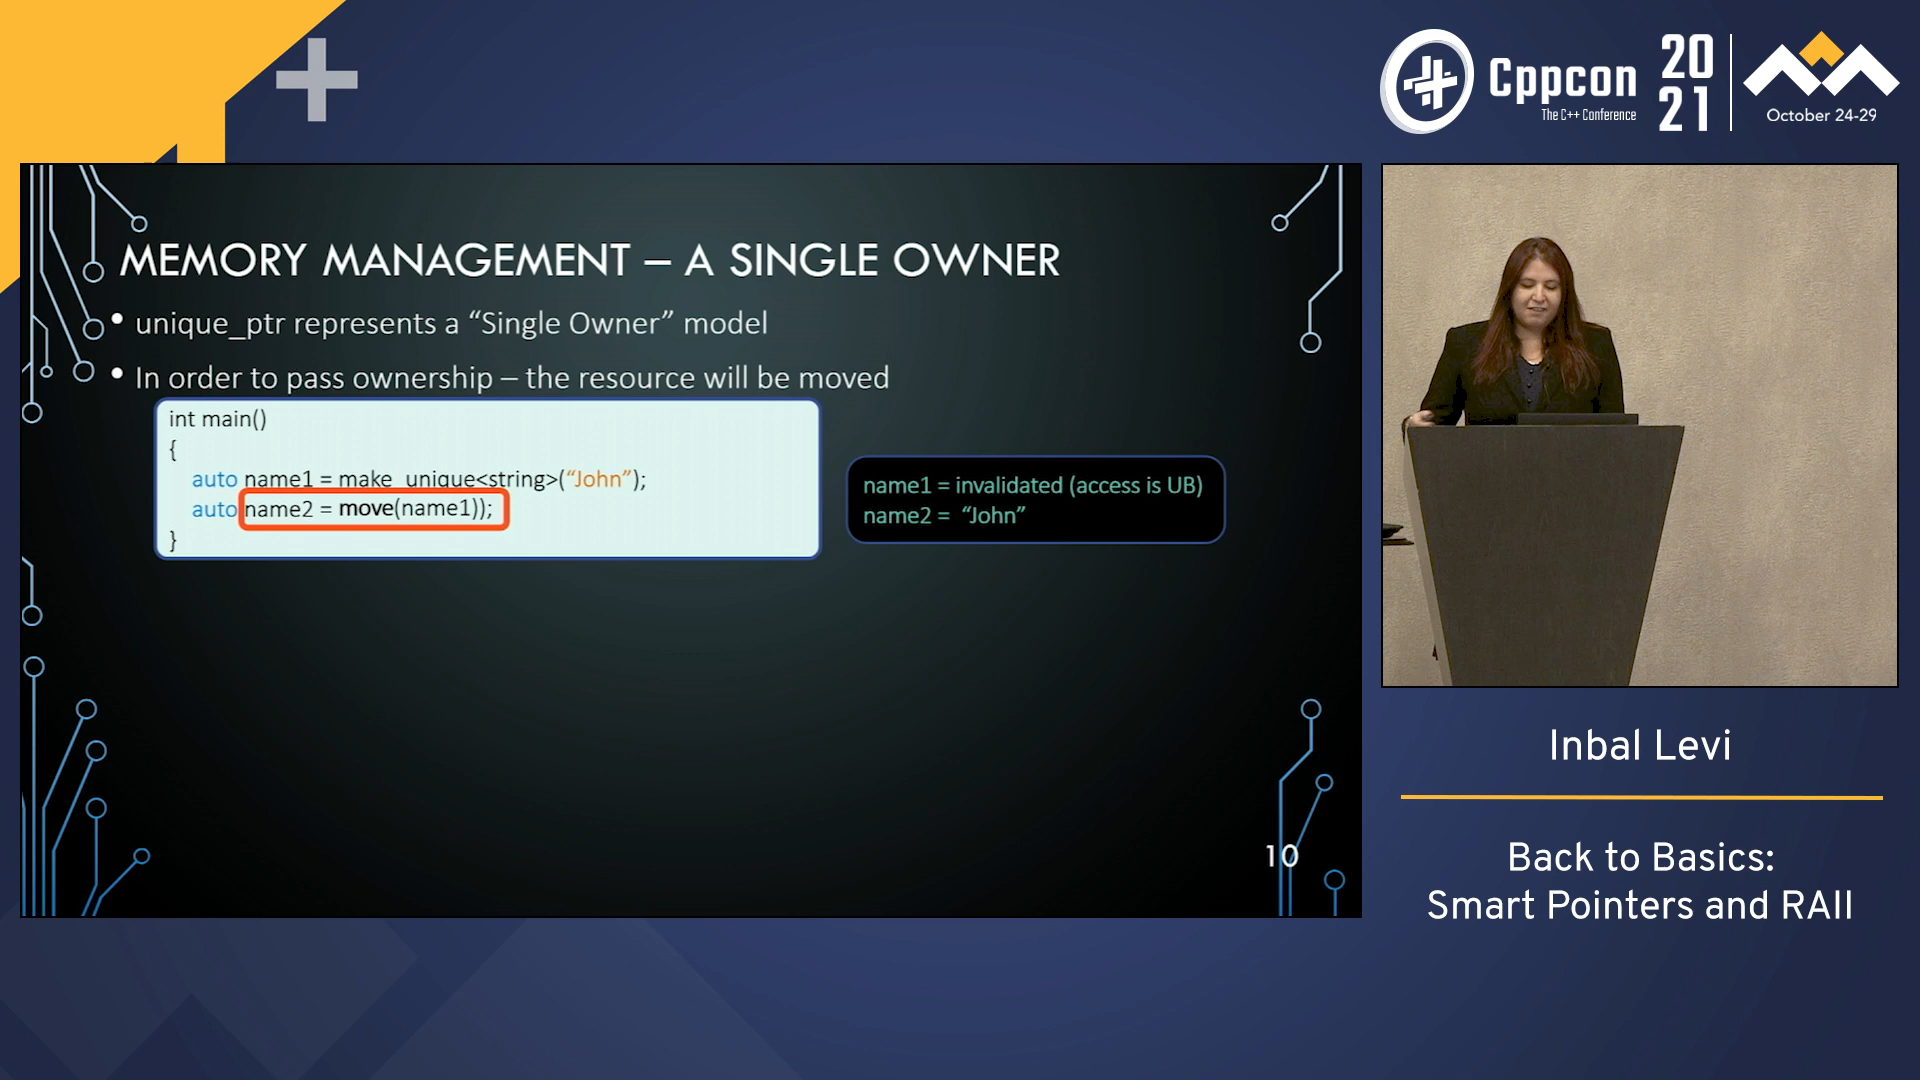 Cppcon
The C++ Conference
20
21
October 24-29
MEMORY MANAGEMENT – A SINGLE OWNER
• unique_ptr represents a “Single Owner” model
• In order to pass ownership – the resource will be moved
int main()
{
auto name1 = make_unique<string>(“John”);
auto name2 = move(name1));
}
name1 = invalidated (access is UB)
name2 = “John”
10
Inbal Levi
Back to Basics:
Smart Pointers and RAII